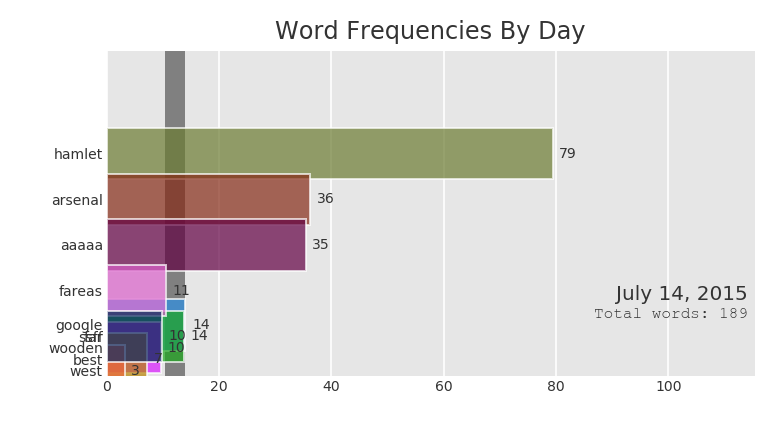 Word Frequencies By Day
hamlet 79
arsenal 36
aaaaa 35
fareas 11
July 14, 2015
Total words: 189
google 14
10 14
wooden 10
best 7
west 3
0 20 40 60 80 100